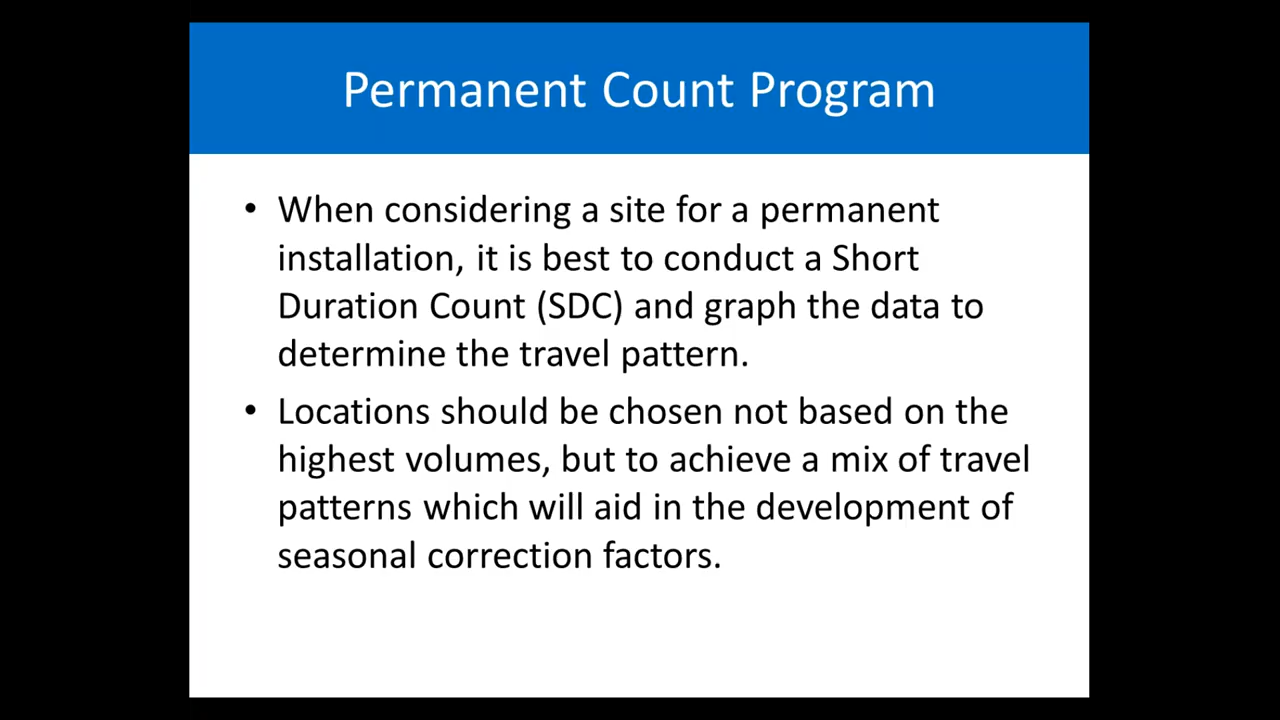 Permanent Count Program
• When considering a site for a permanent
installation, it is best to conduct a Short
Duration Count (SDC) and graph the data to
determine the travel pattern.
• Locations should be chosen not based on the
highest volumes, but to achieve a mix of travel
patterns which will aid in the development of
seasonal correction factors.